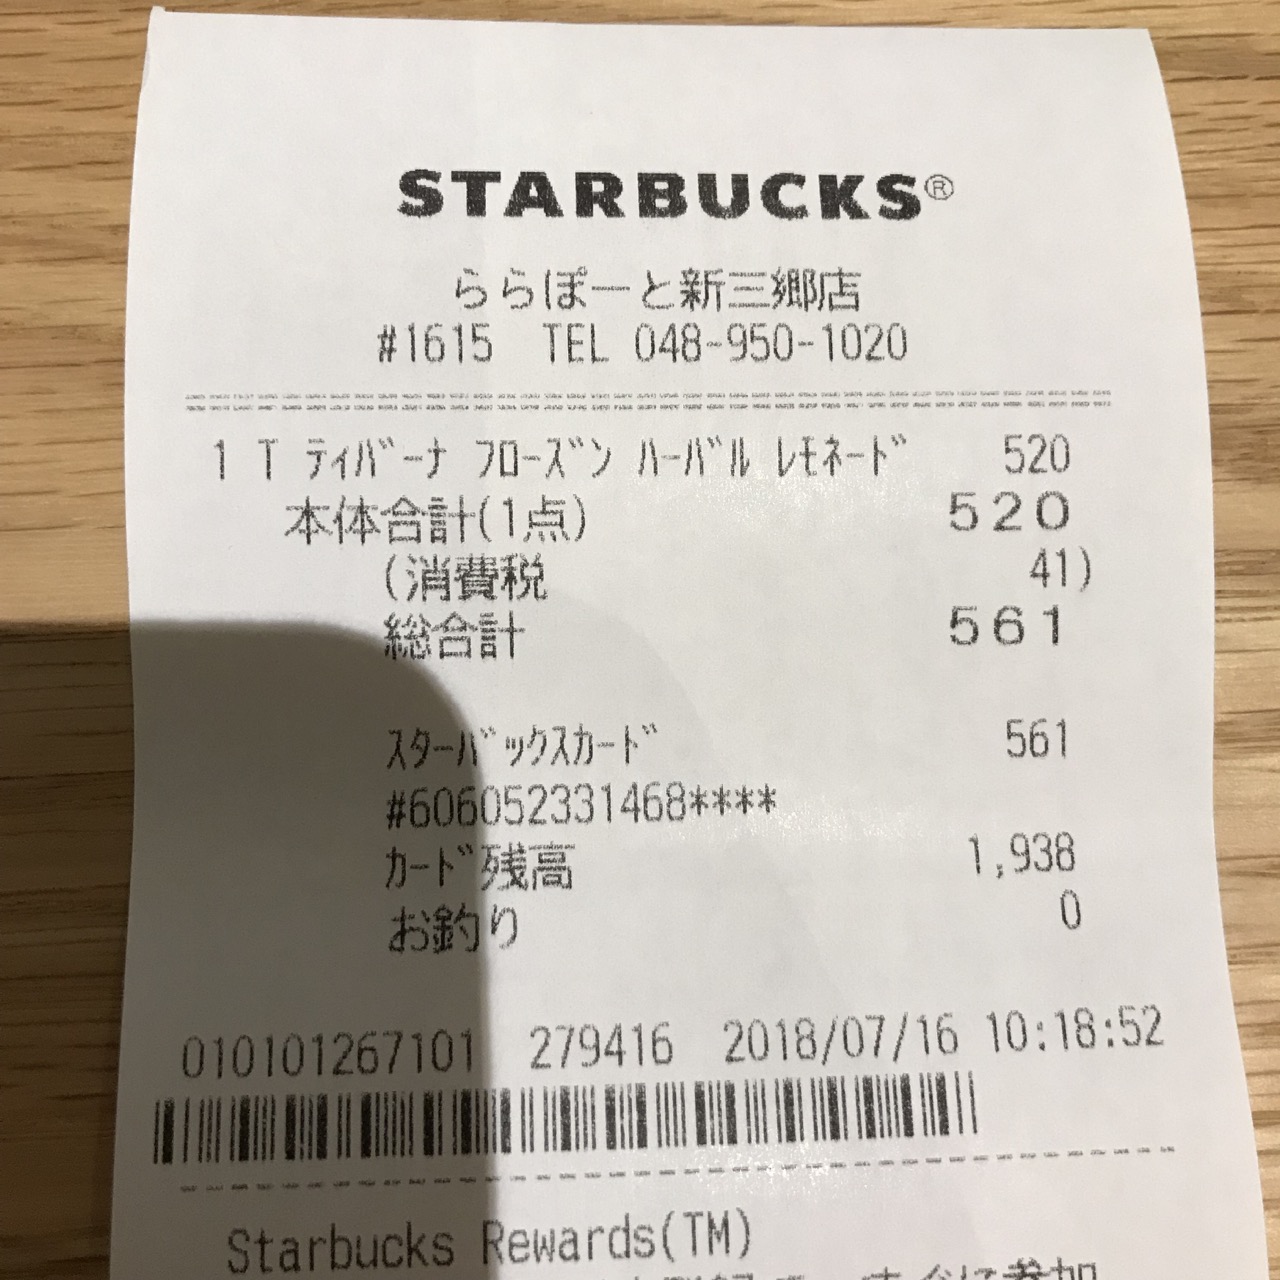 STARBUCKS®
ららぽーと新三郷店
#1615 TEL 048-950-1020
1 T ﾃｨﾊﾞｰﾅ ﾌﾛｰｽﾞﾝ ﾊｰﾊﾞﾙ ﾚﾓﾈｰﾄﾞ 520
本体合計(1点) 520
(消費税 41)
総合計 561
ｽﾀｰﾊﾞｯｸｽｶｰﾄﾞ 561
#606052331468****
ｶｰﾄﾞ残高 1,938
お釣り 0
010101267101 279416 2018/07/16 10:18:52
Starbucks Rewards(TM)
に参加